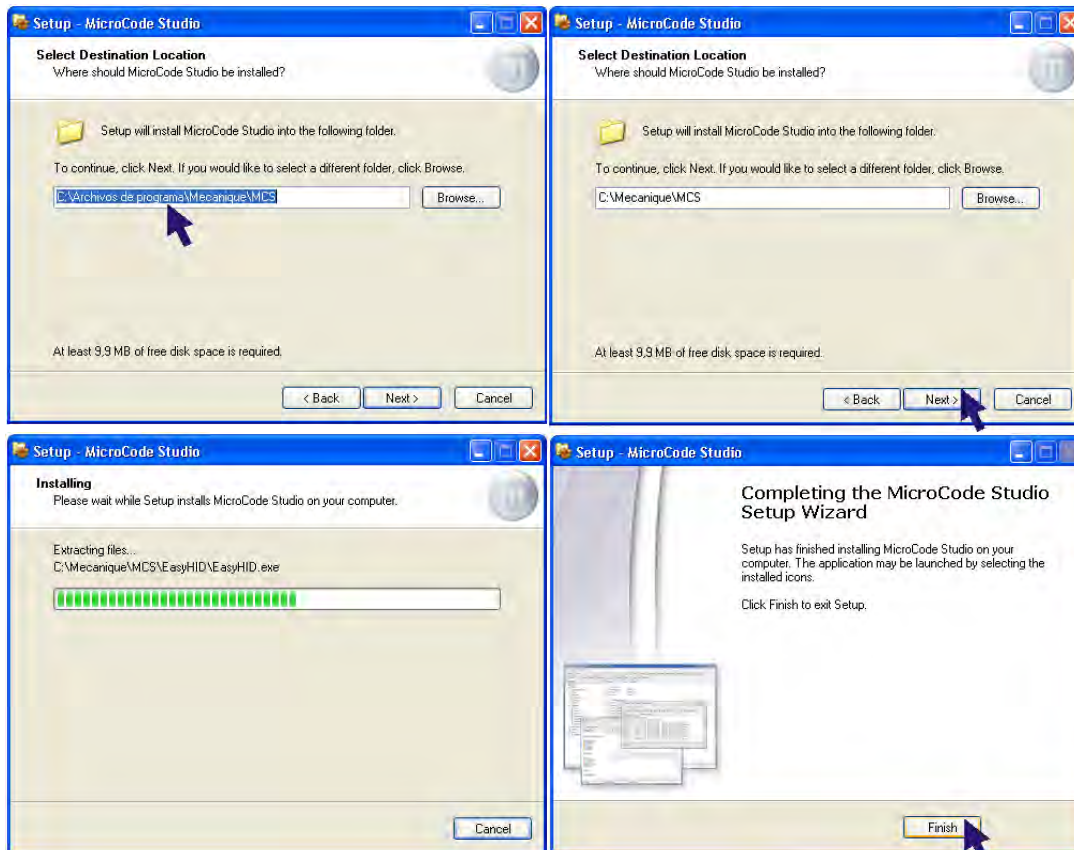 Setup - MicroCode Studio
Select Destination Location
Where should MicroCode Studio be installed?
Setup will install MicroCode Studio into the following folder.
To continue, click Next. If you would like to select a different folder, click Browse.
C:\Archivos de programa\Mecanique\MCS
Browse...
At least 9,9 MB of free disk space is required.
< Back
Next >
Cancel
Setup - MicroCode Studio
Select Destination Location
Where should MicroCode Studio be installed?
Setup will install MicroCode Studio into the following folder.
To continue, click Next. If you would like to select a different folder, click Browse.
C:\Mecanique\MCS
Browse...
At least 9,9 MB of free disk space is required.
< Back
Next >
Cancel
Setup - MicroCode Studio
Installing
Please wait while Setup installs MicroCode Studio on your computer.
Extracting files...
C:\Mecanique\MCS\EasyHID\EasyHID.exe
Cancel
Setup - MicroCode Studio
Completing the MicroCode Studio
Setup Wizard
Setup has finished installing MicroCode Studio on your
computer. The application may be launched by selecting the
installed icons.
Click Finish to exit Setup.
Finish